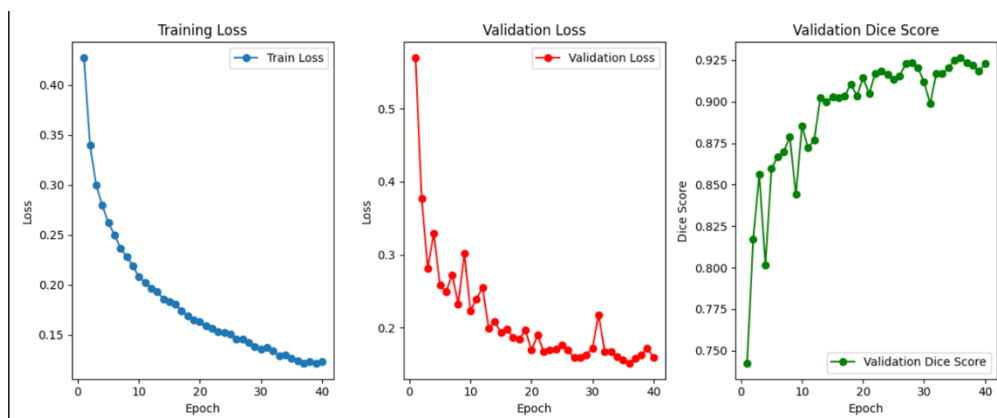 Training Loss
Train Loss
0.40
0.35
0.30
0.25
0.20
0.15
Loss
0 10 20 30 40
Epoch
Validation Loss
Validation Loss
0.5
0.4
0.3
0.2
Loss
0 10 20 30 40
Epoch
Validation Dice Score
0.925
0.900
0.875
0.850
0.825
0.800
0.775
0.750
Dice Score
Validation Dice Score
0 10 20 30 40
Epoch